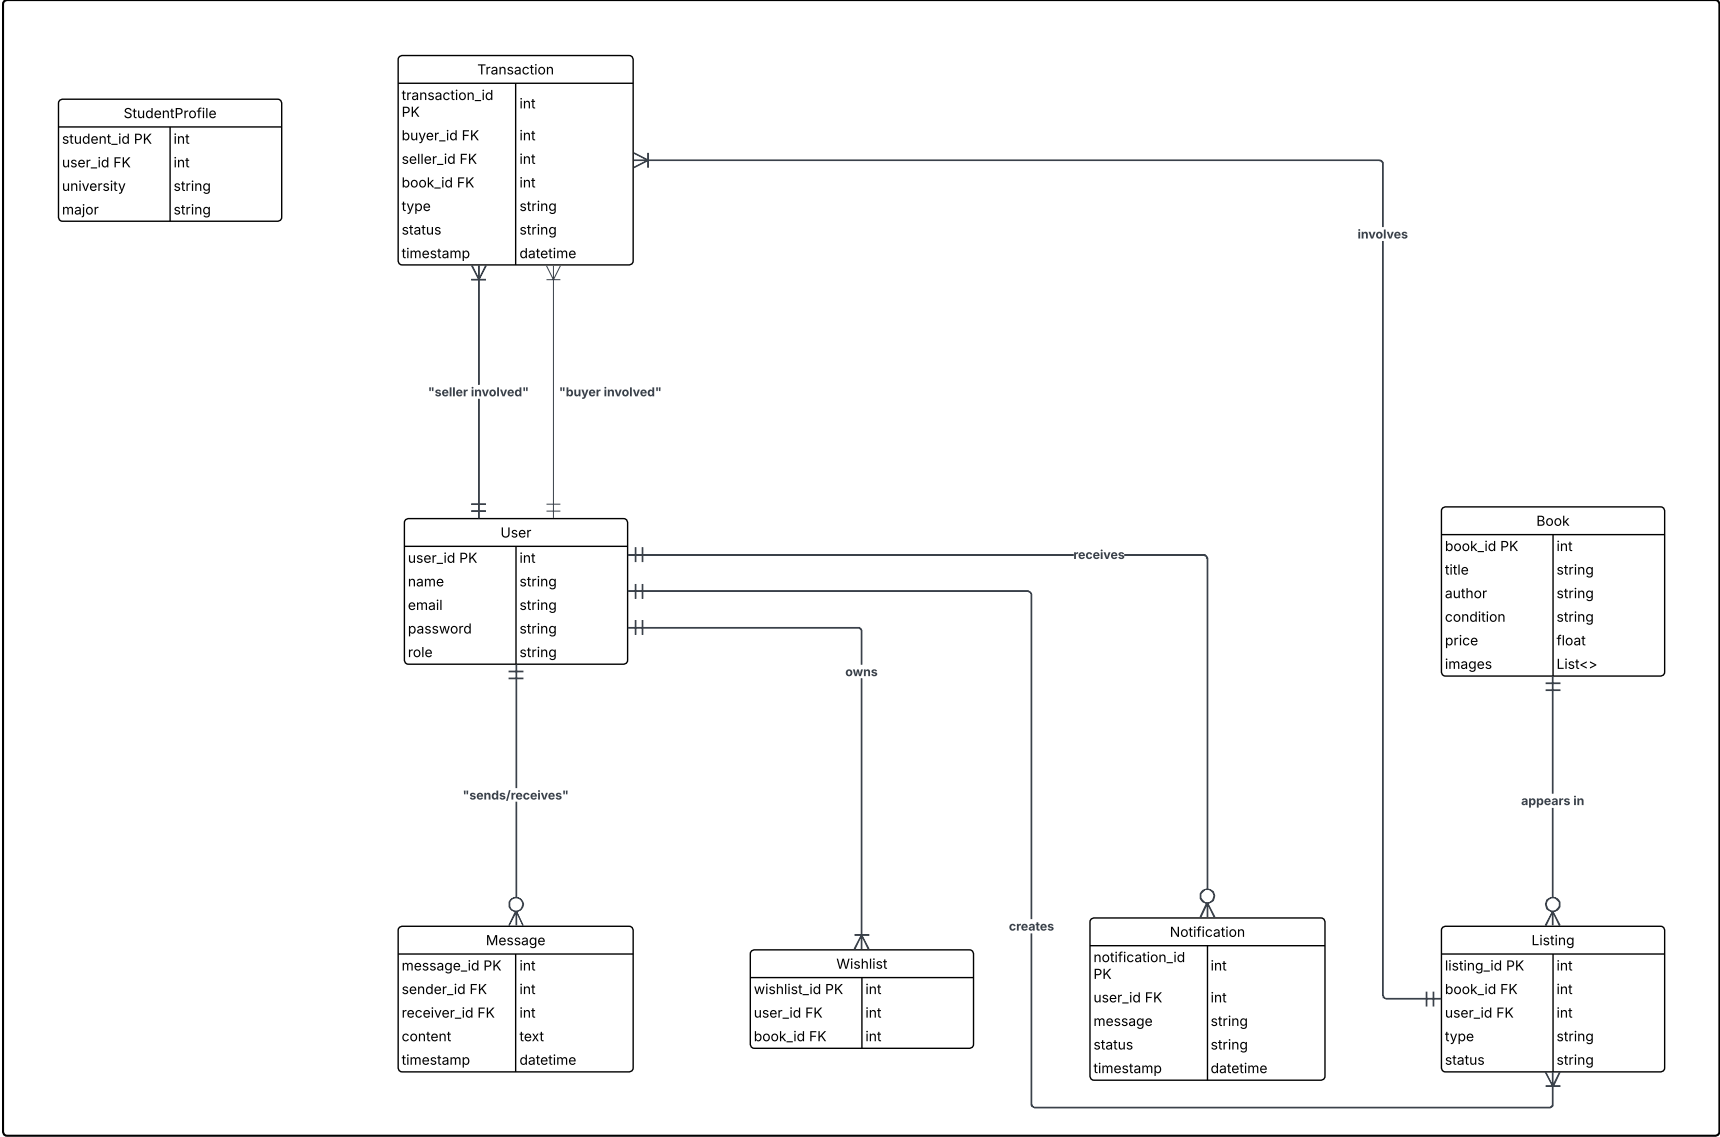 Transaction
transaction_id PK int
buyer_id FK int
seller_id FK int
book_id FK int
type string
status string
timestamp datetime
StudentProfile
student_id PK int
user_id FK int
university string
major string
involves
"seller involved"
"buyer involved"
User
user_id PK int
name string
email string
password string
role string
receives
owns
creates
"sends/receives"
Book
book_id PK int
title string
author string
condition string
price float
images List<>
appears in
Message
message_id PK int
sender_id FK int
receiver_id FK int
content text
timestamp datetime
Wishlist
wishlist_id PK int
user_id FK int
book_id FK int
Notification
notification_id PK int
user_id FK int
message string
status string
timestamp datetime
Listing
listing_id PK int
book_id FK int
user_id FK int
type string
status string